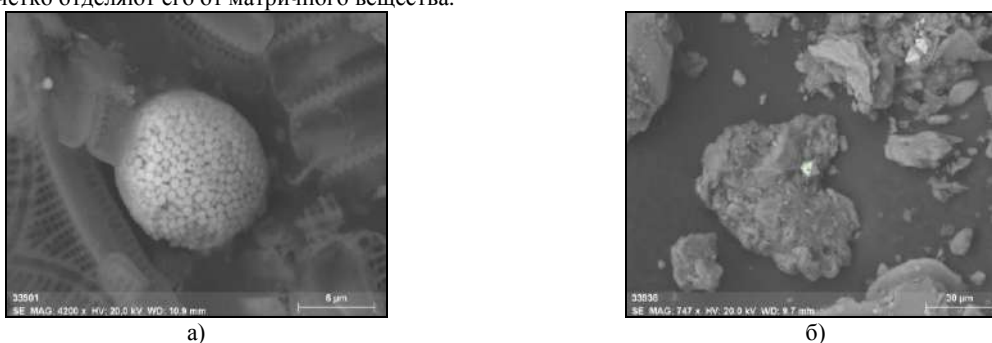 четко отделяют его от матричного вещества.
33501
6 µm
SE MAG: 4200 x HV: 20.0 kV WD: 10.9 mm
33536
30 µm
SE MAG: 747 x HV: 20.0 kV WD: 9.7 mm
а)
б)